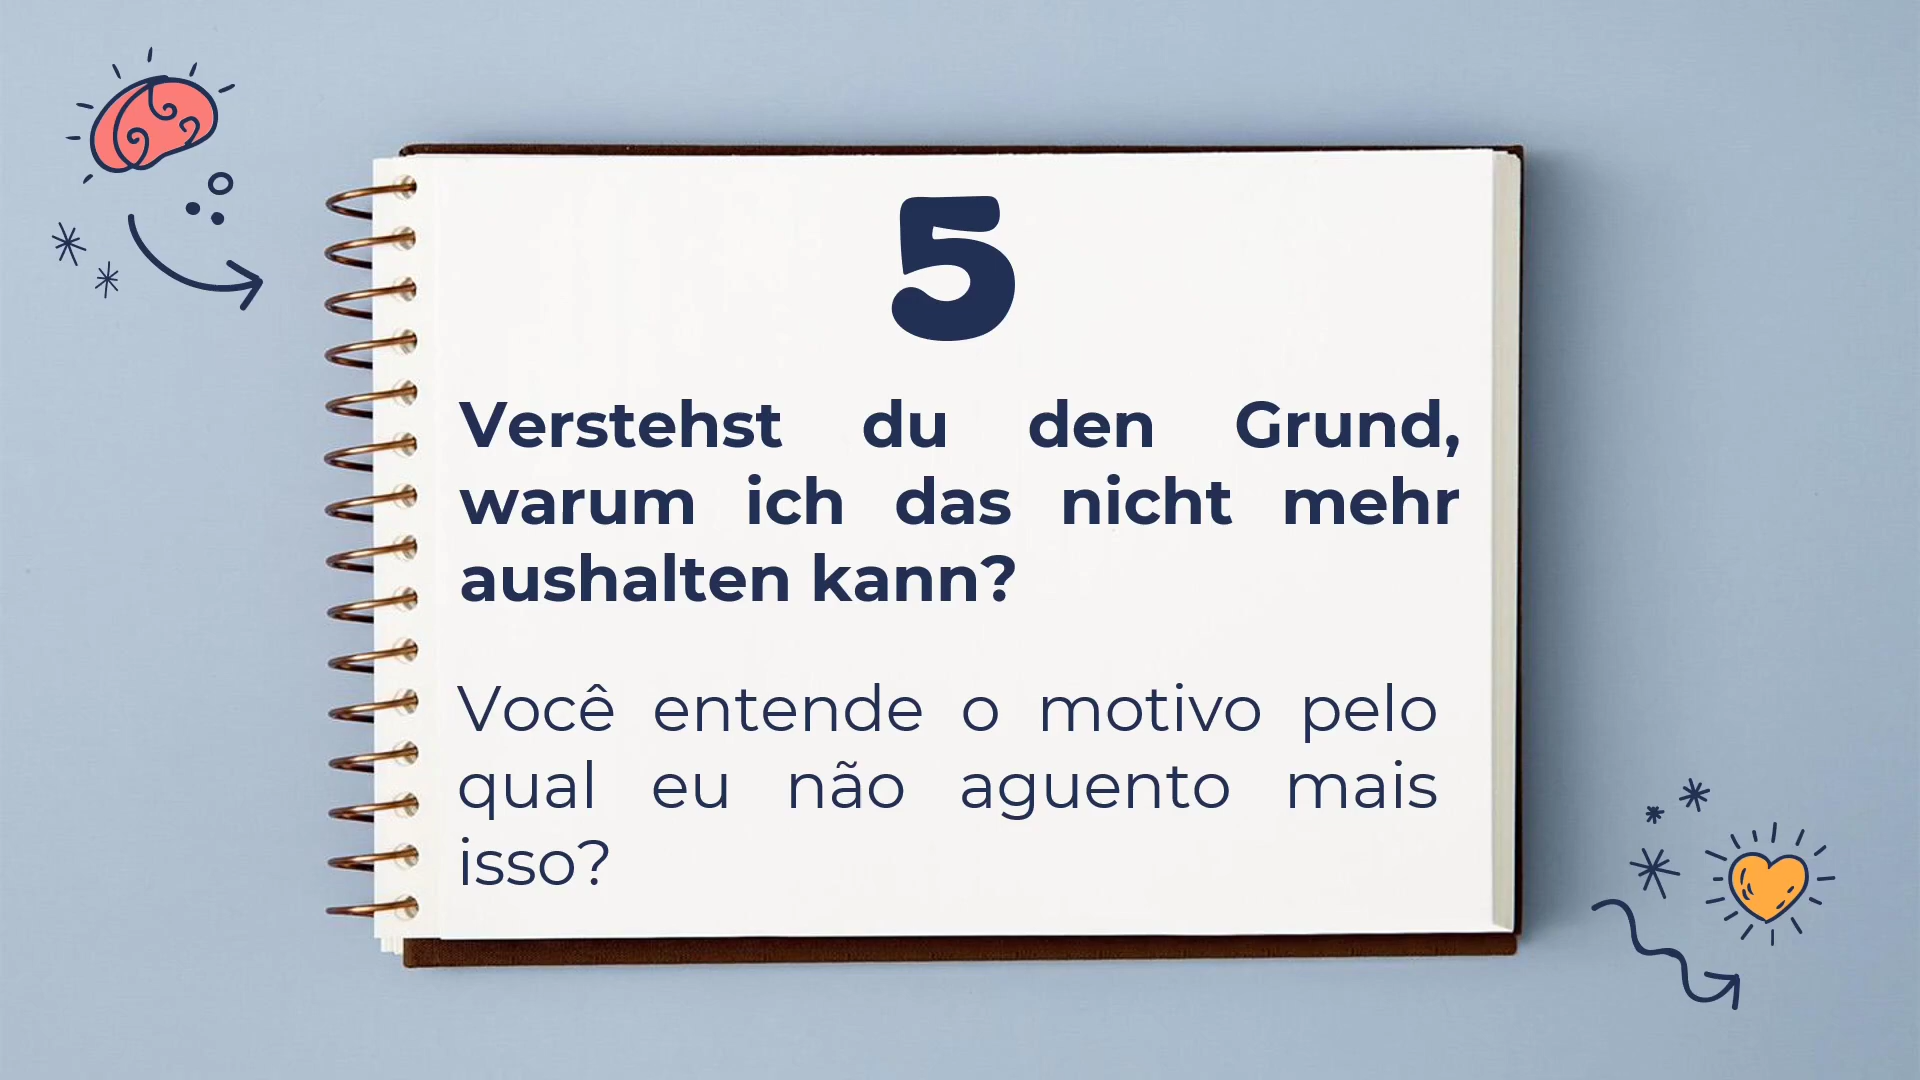 5
Verstehst du den Grund,
warum ich das nicht mehr
aushalten kann?
Você entende o motivo pelo
qual eu não aguento mais
isso?